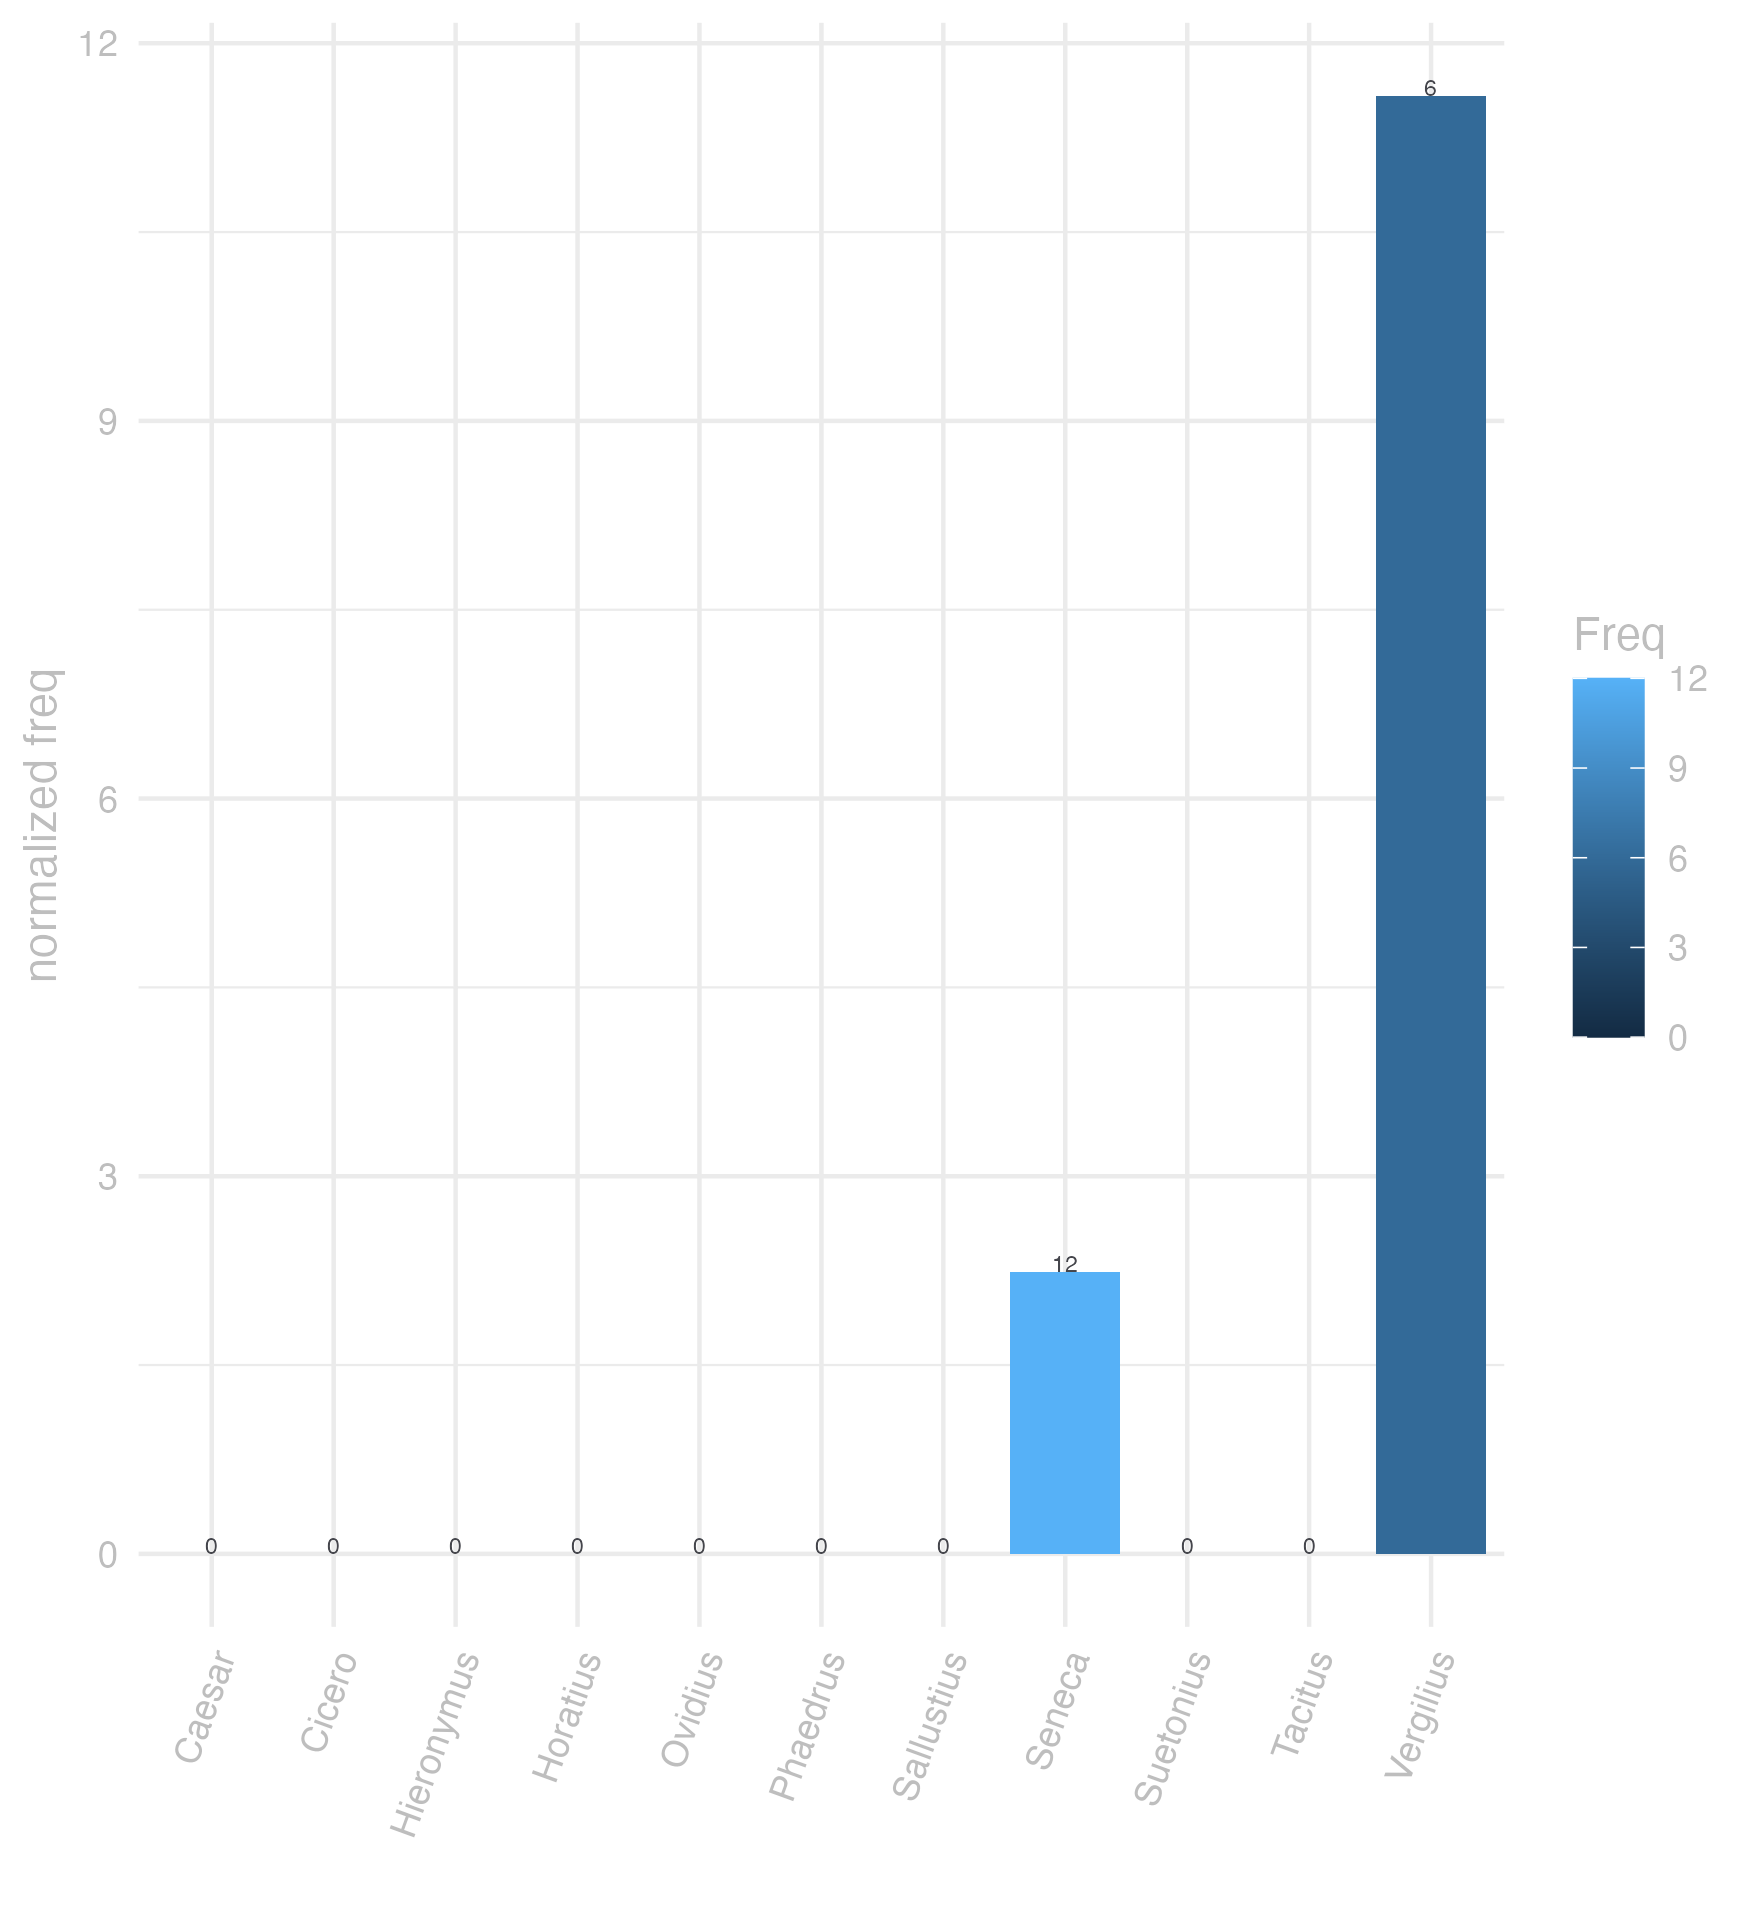 12
9
6
3
0
normalized freq
0
0
0
0
0
0
0
12
0
0
6
Caesar
Cicero
Hieronymus
Horatius
Ovidius
Phaedrus
Sallustius
Seneca
Suetonius
Tacitus
Vergilius
Freq
12
9
6
3
0